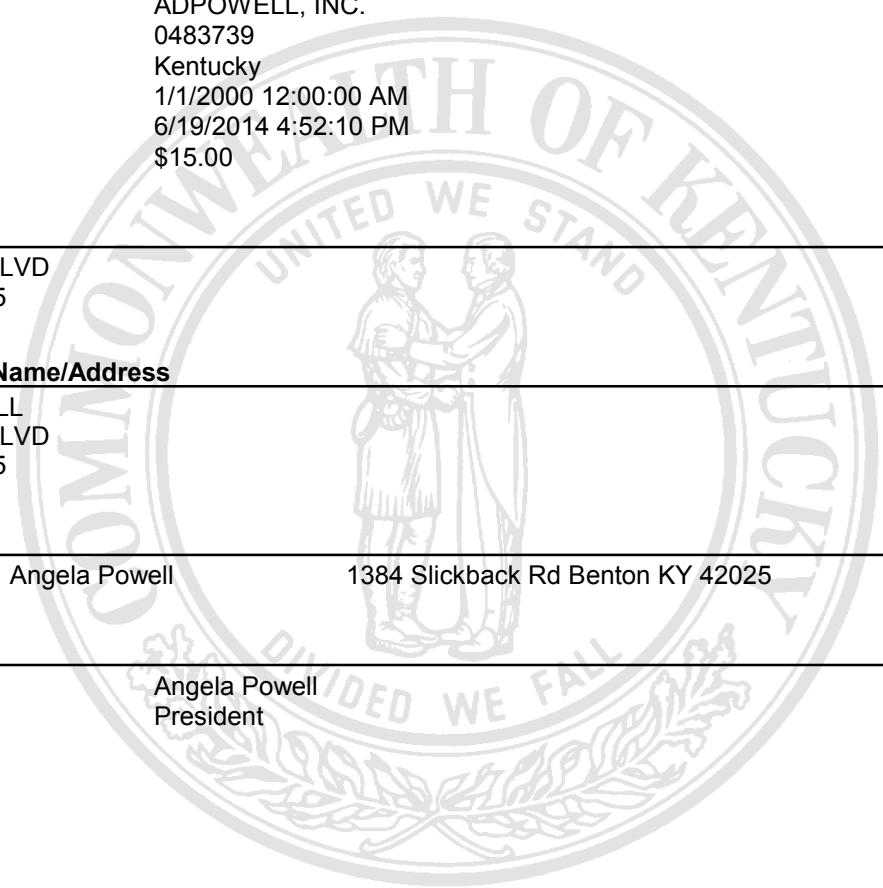 ADPOWELL, INC.
0483739
Kentucky
1/1/2000 12:00:00 AM
6/19/2014 4:52:10 PM
$15.00
COMMONWEALTH OF KENTUCKY
UNITED WE STAND
LVD
5
Name/Address
LL
LVD
5
Angela Powell 1384 Slickback Rd Benton KY 42025
DIVIDED WE FALL
Angela Powell
President